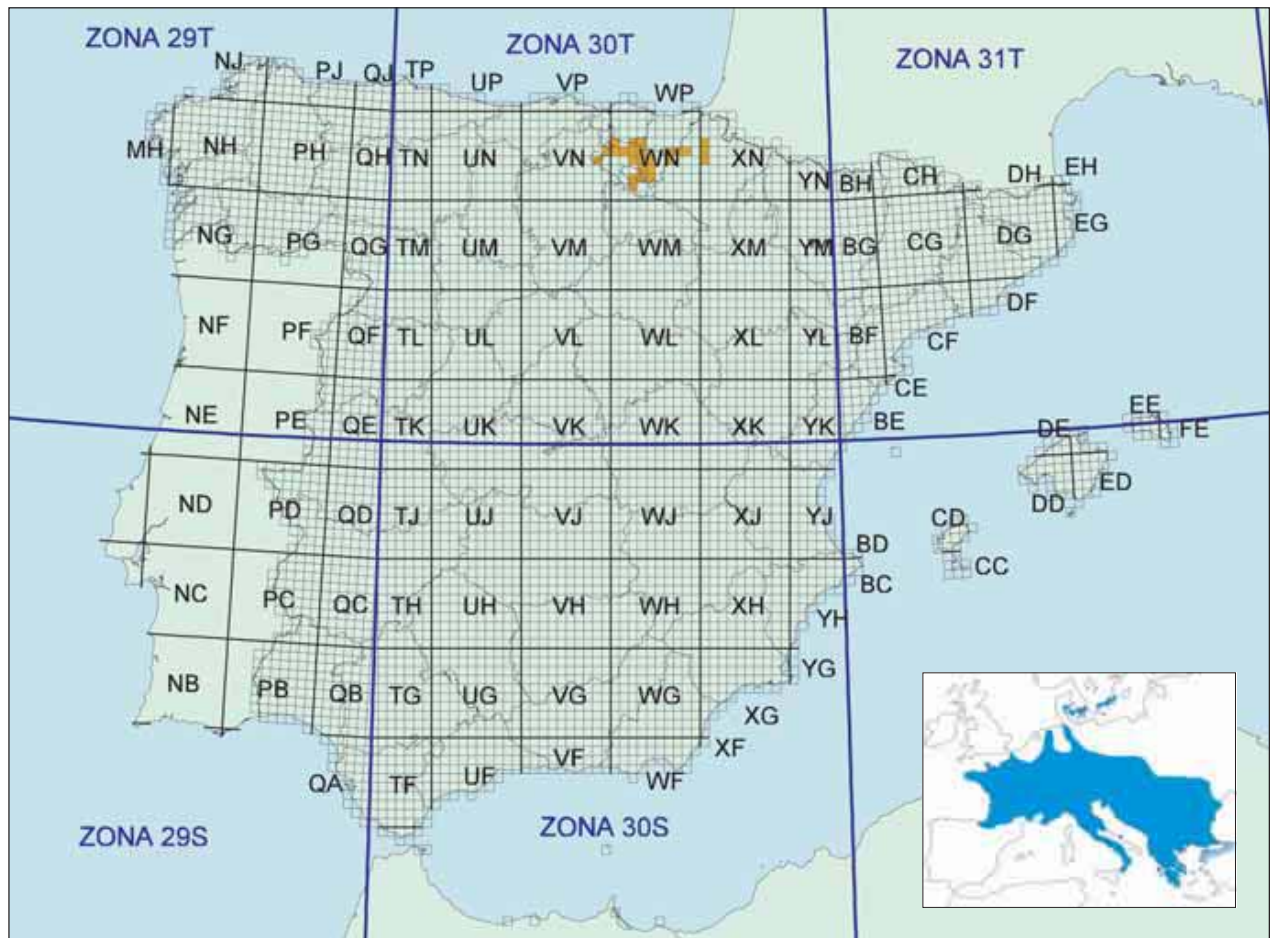 ZONA 29T
ZONA 30T
ZONA 31T
NJ PJ QJ TP UP VP WP
MH NH PH QH TN UN VN WN XN YN BH CH DH EH
NG PG QG TM UM VM WM XM YM BG CG DG EG
NF PF QF TL UL VL WL XL YL BF CF DF
NE PE QE TK UK VK WK XK YK BE CE
DE EE FE
ND PD QD TJ UJ VJ WJ XJ YJ BD CD DD ED
NC PC QC TH UH VH WH XH YH BC CC
NB PB QB TG UG VG WG XG YG
QA TF UF VF WF XF
ZONA 29S
ZONA 30S